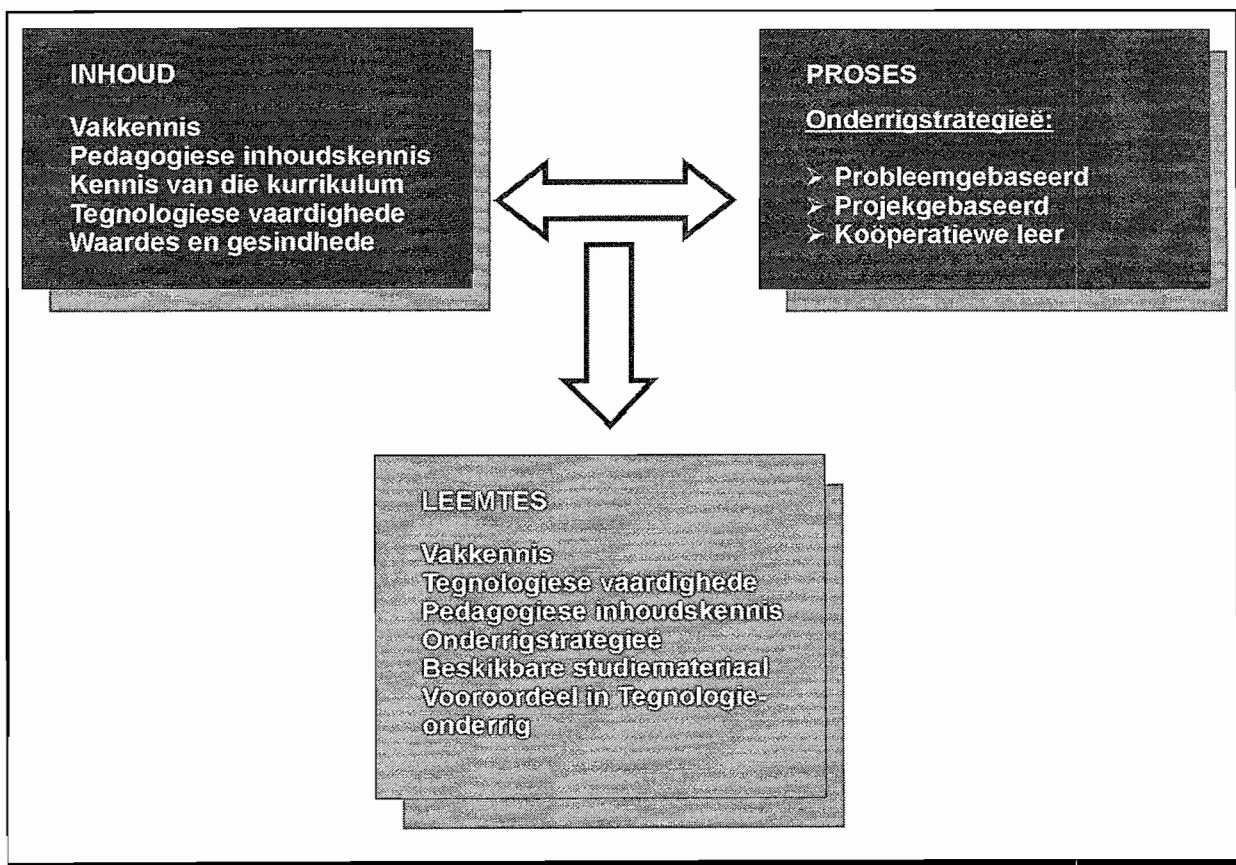 INHOUD
Vakkennis
Pedagogiese inhoudskennis
Kennis van die kurrikulum
Tegnologiese vaardighede
Waardes en gesindhede
PROSES
Onderrigstrategieë:
➢ Probleemgebaseerd
➢ Projekgebaseerd
➢ Koöperatiewe leer
LEEMTES
Vakkennis
Tegnologiese vaardighede
Pedagogiese inhoudskennis
Onderrigstrategieë
Beskikbare studiemateriaal
Vooroordeel in Tegnologie-
onderrig